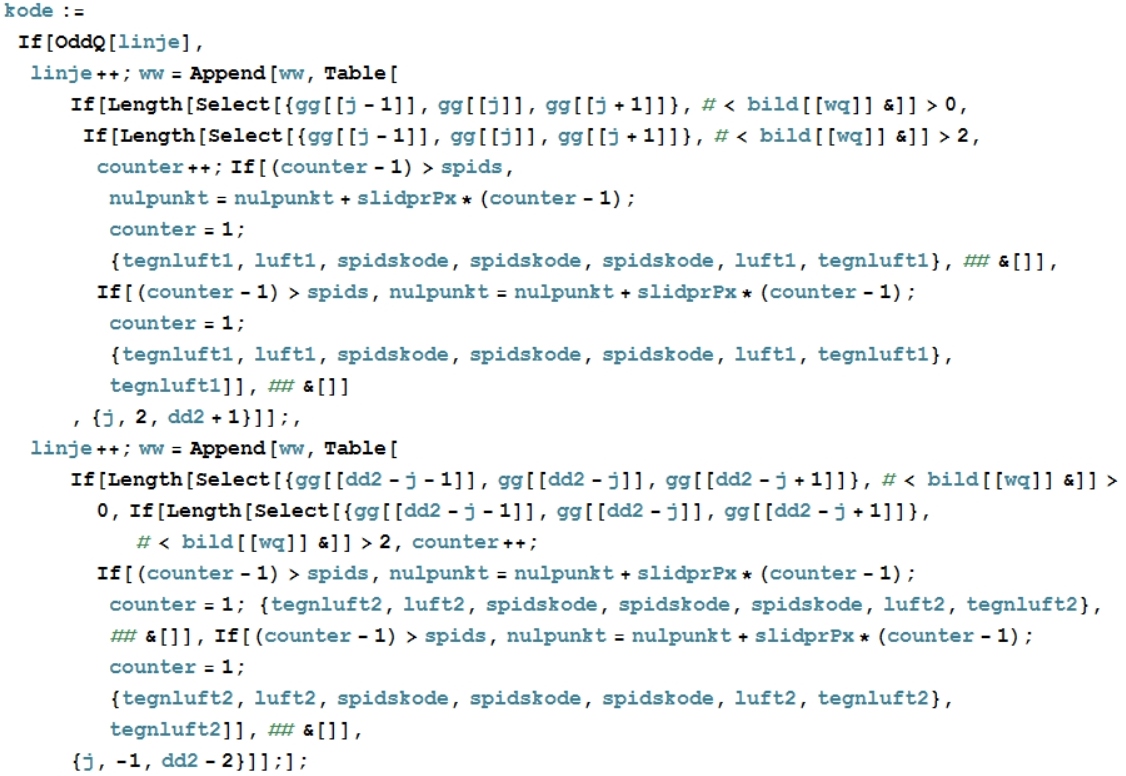 kode :=
If[OddQ[linje],
linje++; ww = Append[ww, Table[
If[Length[Select[{gg[[j - 1]], gg[[j]], gg[[j + 1]]}, # < bild[[wq]] &]] > 0,
If[Length[Select[{gg[[j - 1]], gg[[j]], gg[[j + 1]]}, # < bild[[wq]] &]] > 2,
counter++; If[(counter - 1) > spids,
nulpunkt = nulpunkt + slidprPx * (counter - 1);
counter = 1;
{tegnluft1, luft1, spidskode, spidskode, spidskode, luft1, tegnluft1}, ## &[]],
If[(counter - 1) > spids, nulpunkt = nulpunkt + slidprPx * (counter - 1);
counter = 1;
{tegnluft1, luft1, spidskode, spidskode, spidskode, luft1, tegnluft1},
tegnluft1]], ## &[]]
, {j, 2, dd2 + 1}]];,
linje++; ww = Append[ww, Table[
If[Length[Select[{gg[[dd2 - j - 1]], gg[[dd2 - j]], gg[[dd2 - j + 1]]}, # < bild[[wq]] &]] >
0, If[Length[Select[{gg[[dd2 - j - 1]], gg[[dd2 - j]], gg[[dd2 - j + 1]]},
# < bild[[wq]] &]] > 2, counter++;
If[(counter - 1) > spids, nulpunkt = nulpunkt + slidprPx * (counter - 1);
counter = 1; {tegnluft2, luft2, spidskode, spidskode, spidskode, luft2, tegnluft2},
## &[]], If[(counter - 1) > spids, nulpunkt = nulpunkt + slidprPx * (counter - 1);
counter = 1;
{tegnluft2, luft2, spidskode, spidskode, spidskode, luft2, tegnluft2},
tegnluft2]], ## &[]],
{j, -1, dd2 - 2}]];];